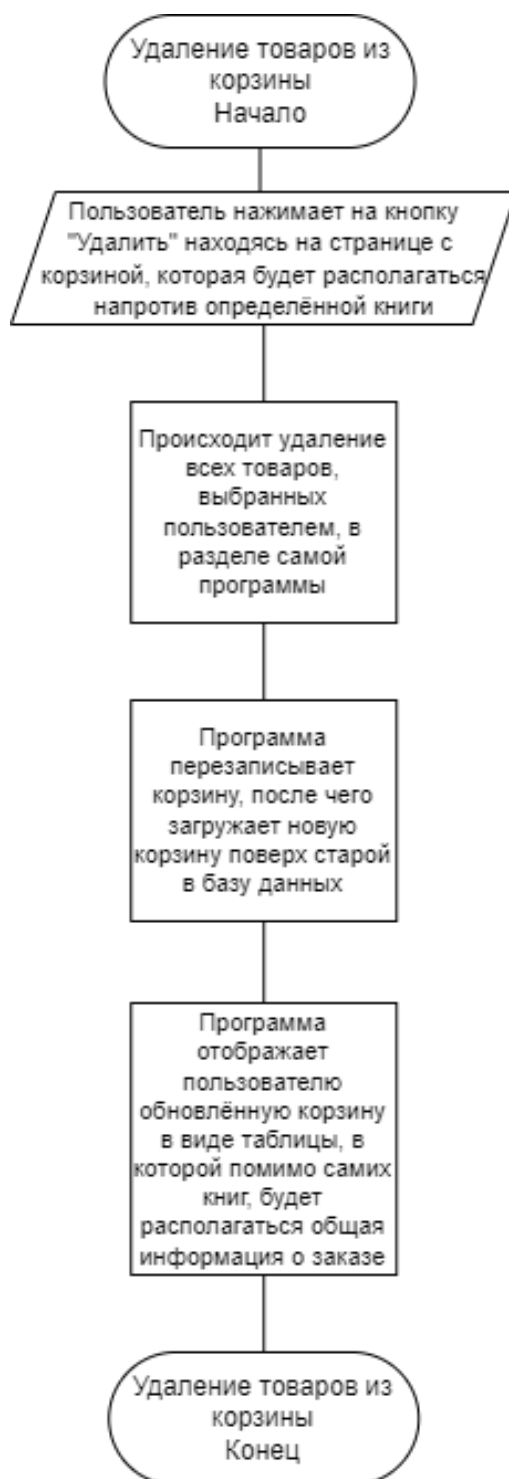 Удаление товаров из
корзины
Начало
Пользователь нажимает на кнопку
"Удалить" находясь на странице с
корзиной, которая будет располагаться
напротив определённой книги
Происходит удаление
всех товаров,
выбранных
пользователем, в
разделе самой
программы
Программа
перезаписывает
корзину, после чего
загружает новую
корзину поверх старой
в базу данных
Программа
отображает
пользователю
обновлённую корзину
в виде таблицы, в
которой помимо самих
книг, будет
располагаться общая
информация о заказе
Удаление товаров из
корзины
Конец